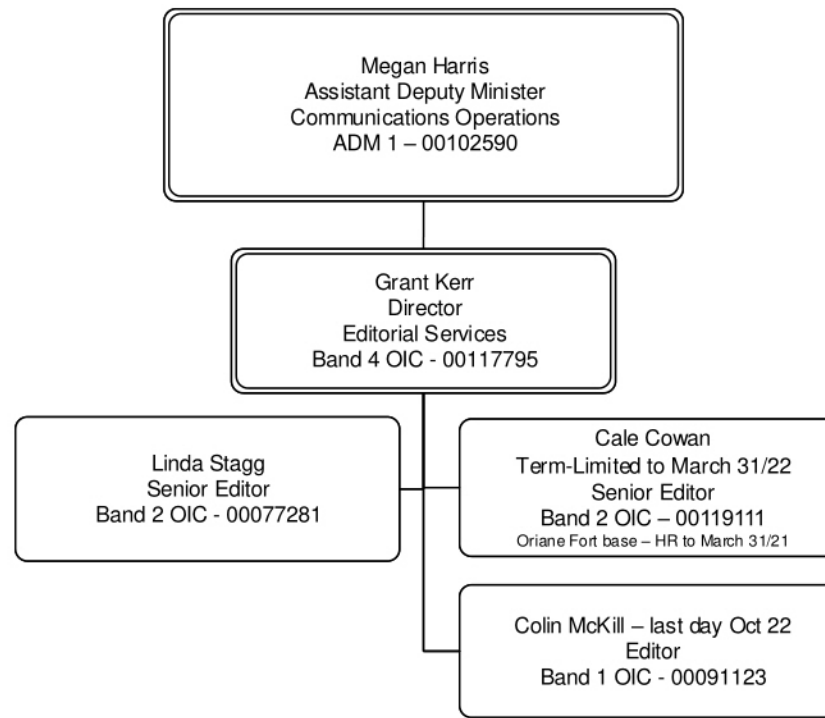 Megan Harris
Assistant Deputy Minister
Communications Operations
ADM 1 – 00102590
Grant Kerr
Director
Editorial Services
Band 4 OIC - 00117795
Linda Stagg
Senior Editor
Band 2 OIC - 00077281
Cale Cowan
Term-Limited to March 31/22
Senior Editor
Band 2 OIC – 00119111
Oriane Fort base – HR to March 31/21
Colin McKill – last day Oct 22
Editor
Band 1 OIC - 00091123